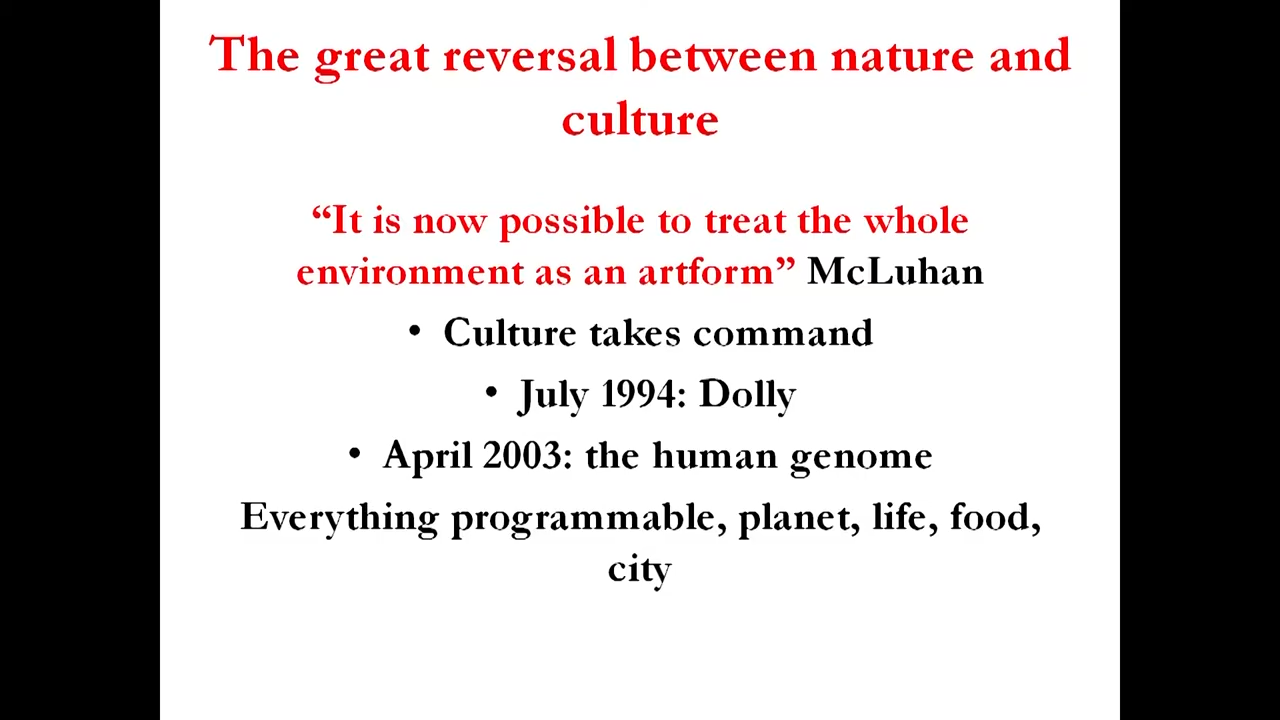 The great reversal between nature and
culture
“It is now possible to treat the whole
environment as an artform” McLuhan
• Culture takes command
• July 1994: Dolly
• April 2003: the human genome
Everything programmable, planet, life, food,
city